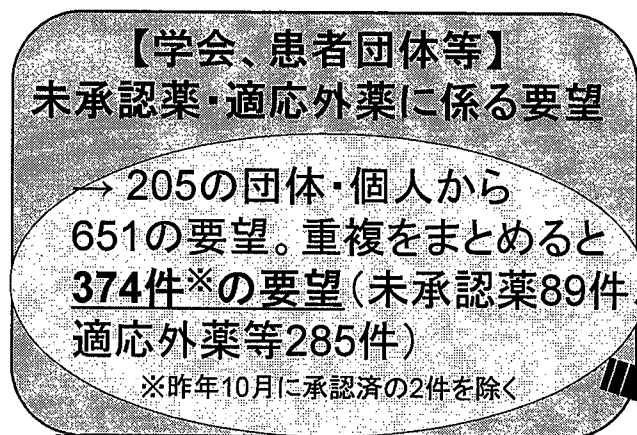 【学会、患者団体等】
未承認薬・適応外薬に係る要望
→ 205の団体・個人から
651の要望。重複をまとめると
374件※の要望(未承認薬89件
適応外薬等285件)
※昨年10月に承認済の2件を除く